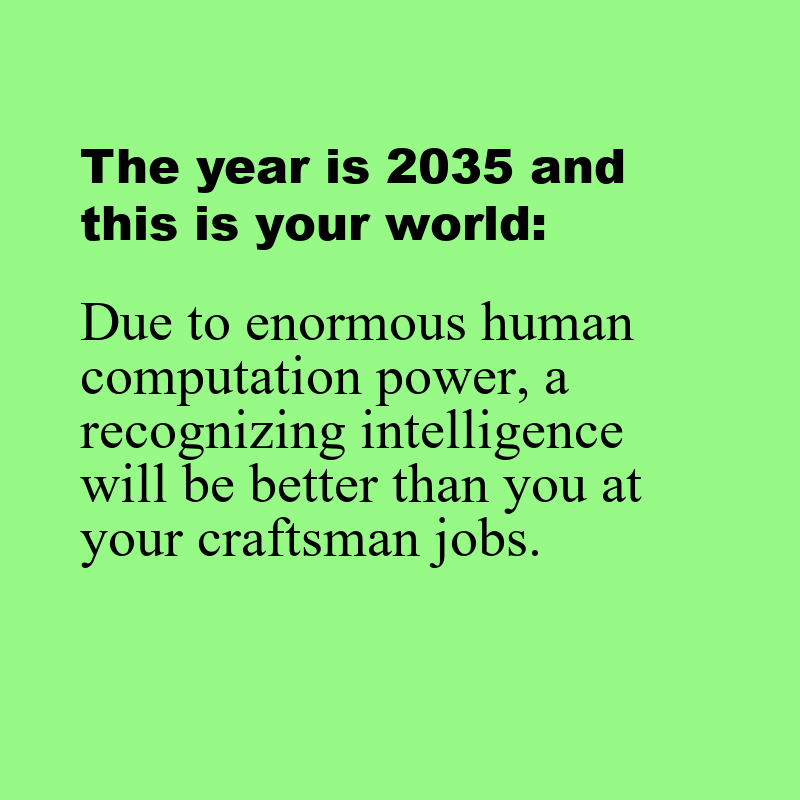 The year is 2035 and
this is your world:
Due to enormous human
computation power, a
recognizing intelligence
will be better than you at
your craftsman jobs.